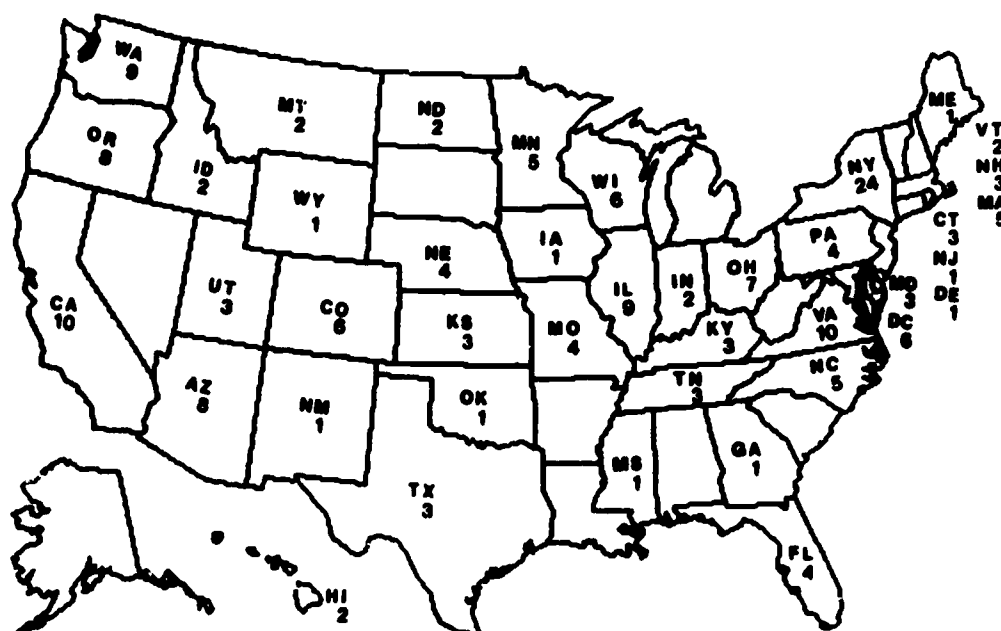 WA
9
MT
2
ND
2
MN
5
ME
1
VT
2
NH
3
MA
5
OR
8
ID
2
WY
1
WI
6
NY
24
CT
3
NJ
1
DE
1
IA
1
NE
4
PA
4
UT
3
CO
6
IL
9
IN
2
OH
7
MD
3
DC
6
CA
10
KS
3
MO
4
KY
3
VA
10
NC
5
AZ
8
NM
1
OK
1
TN
3
MS
1
GA
1
TX
3
FL
4
HI
2